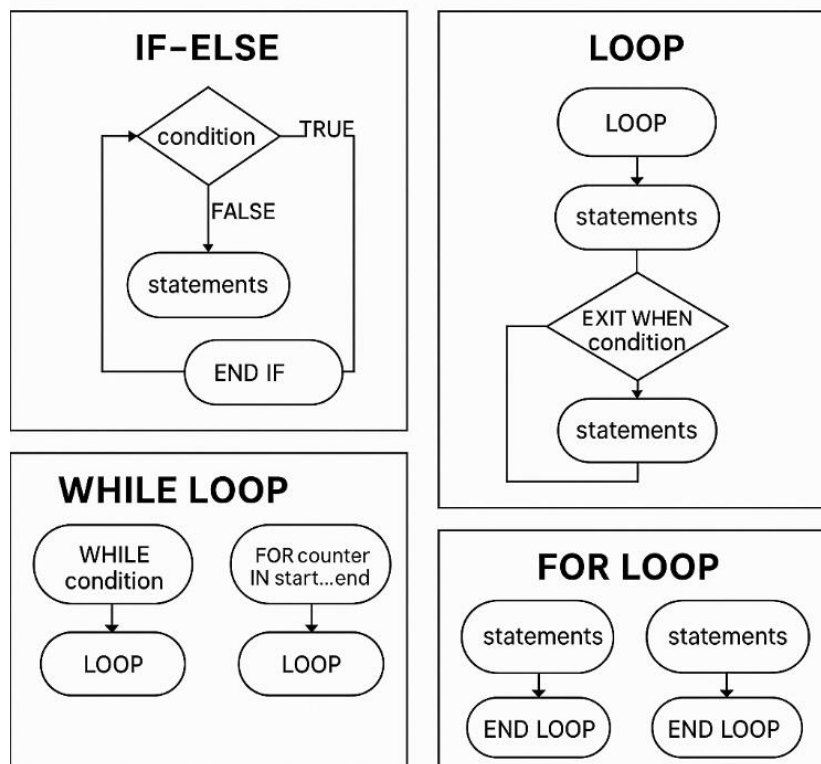 IF–ELSE
condition
TRUE
FALSE
statements
END IF
LOOP
LOOP
statements
EXIT WHEN
condition
statements
WHILE LOOP
WHILE
condition
LOOP
FOR counter
IN start...end
LOOP
FOR LOOP
statements
END LOOP
statements
END LOOP